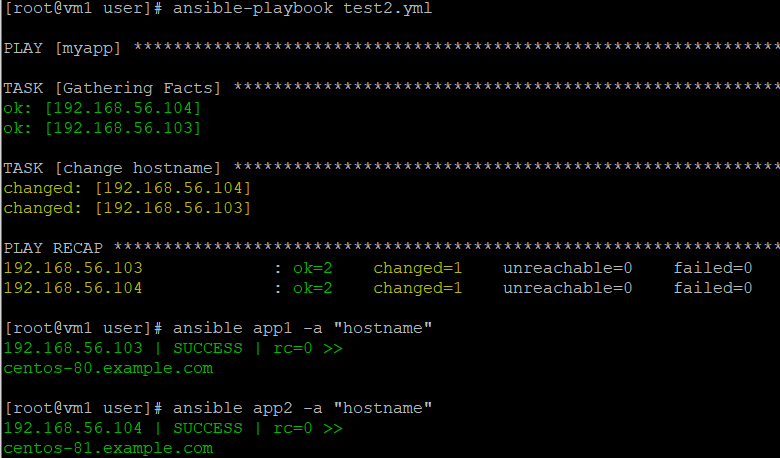 [root@vm1 user]# ansible-playbook test2.yml
PLAY [myapp] *****************************************************************
TASK [Gathering Facts] *******************************************************
ok: [192.168.56.104]
ok: [192.168.56.103]
TASK [change hostname] *******************************************************
changed: [192.168.56.104]
changed: [192.168.56.103]
PLAY RECAP *******************************************************************
192.168.56.103             : ok=2    changed=1    unreachable=0    failed=0
192.168.56.104             : ok=2    changed=1    unreachable=0    failed=0
[root@vm1 user]# ansible app1 -a "hostname"
192.168.56.103 | SUCCESS | rc=0 >>
centos-80.example.com
[root@vm1 user]# ansible app2 -a "hostname"
192.168.56.104 | SUCCESS | rc=0 >>
centos-81.example.com